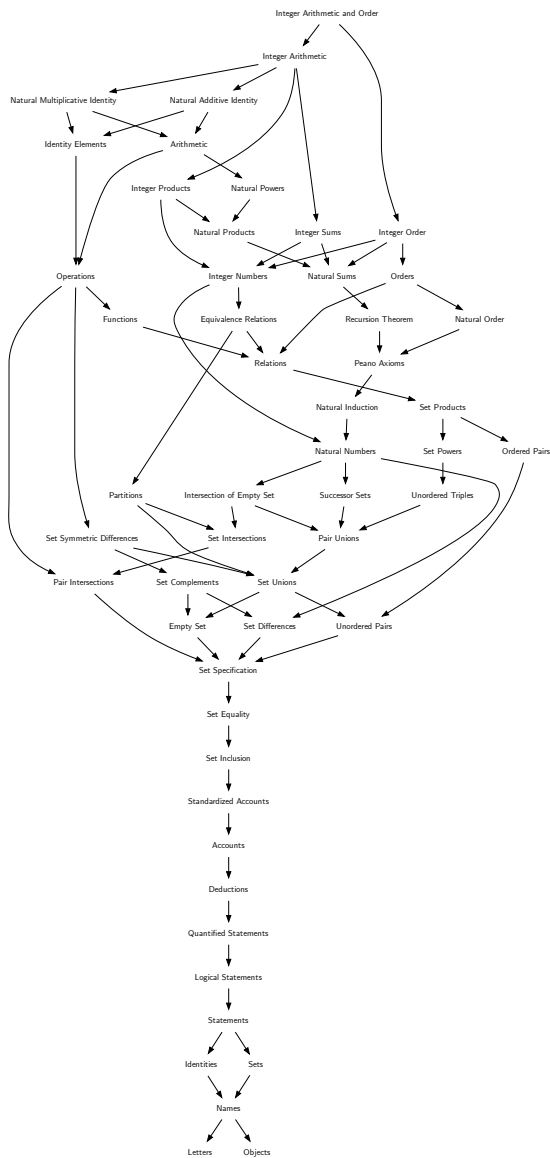 Integer Arithmetic and Order
Integer Arithmetic
Natural Multiplicative Identity
Natural Additive Identity
Identity Elements
Arithmetic
Integer Products
Natural Powers
Natural Products
Integer Sums
Integer Order
Operations
Integer Numbers
Natural Sums
Orders
Functions
Equivalence Relations
Recursion Theorem
Natural Order
Relations
Peano Axioms
Natural Induction
Set Products
Natural Numbers
Set Powers
Ordered Pairs
Partitions
Intersection of Empty Set
Successor Sets
Unordered Triples
Set Symmetric Differences
Set Intersections
Pair Unions
Pair Intersections
Set Complements
Set Unions
Empty Set
Set Differences
Unordered Pairs
Set Specification
Set Equality
Set Inclusion
Standardized Accounts
Accounts
Deductions
Quantified Statements
Logical Statements
Statements
Identities
Sets
Names
Letters
Objects